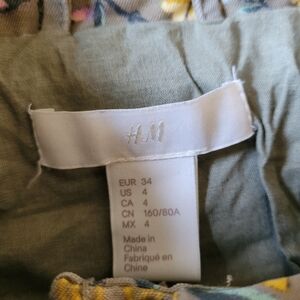 H&M
EUR 34
US 4
CA 4
CN 160/80A
MX 4
Made in
China
Fabriqué en
Chine